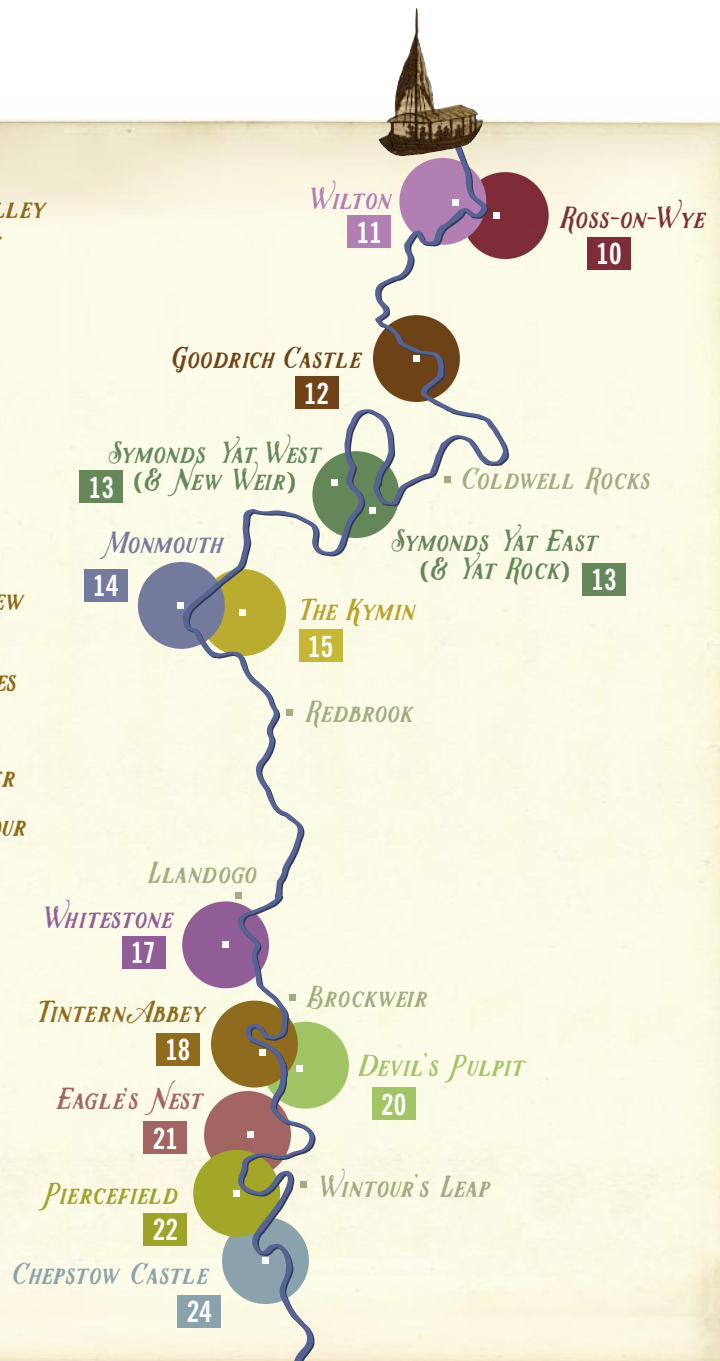 Wilton
11
Ross-on-Wye
10
Goodrich Castle
12
Symonds Yat West
13 (& New Weir)
Coldwell Rocks
Symonds Yat East
(& Yat Rock) 13
Monmouth
14
The Kymin
15
Redbrook
Llandogo
Whitestone
17
Brockweir
Tintern Abbey
18
Devil's Pulpit
20
Eagle's Nest
21
Wintour's Leap
Piercefield
22
Chepstow Castle
24